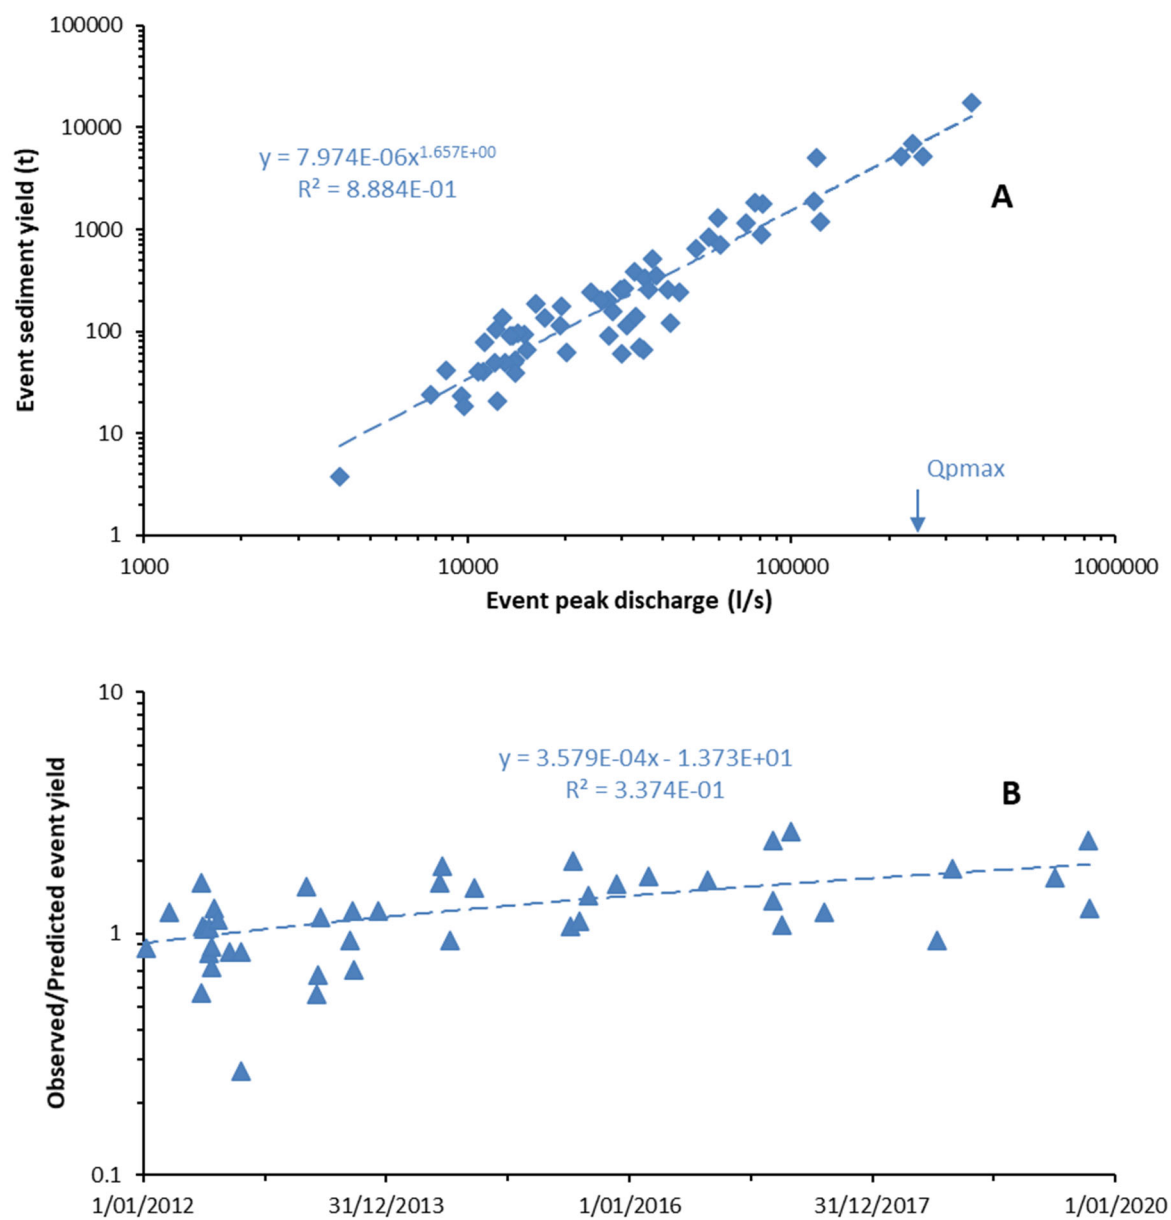 100000
10000
1000
100
10
1
Event sediment yield (t)
y = 7.974E-06x^1.657E+00
R² = 8.884E-01
A
Qpmax
1000 10000 100000 1000000
Event peak discharge (l/s)
10
1
0.1
Observed/Predicted event yield
y = 3.579E-04x - 1.373E+01
R² = 3.374E-01
B
1/01/2012 31/12/2013 1/01/2016 31/12/2017 1/01/2020